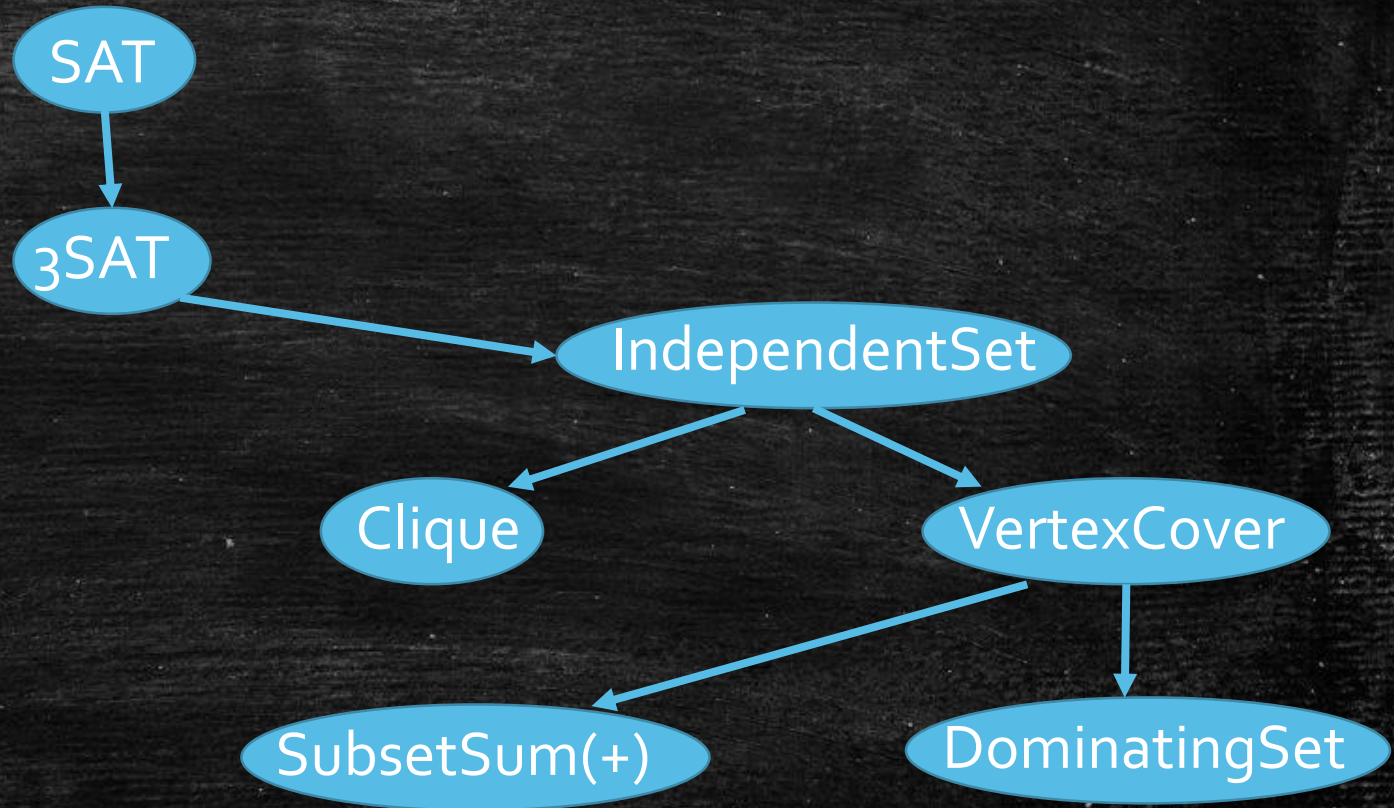 SAT
3SAT
IndependentSet
Clique
VertexCover
SubsetSum(+)
DominatingSet